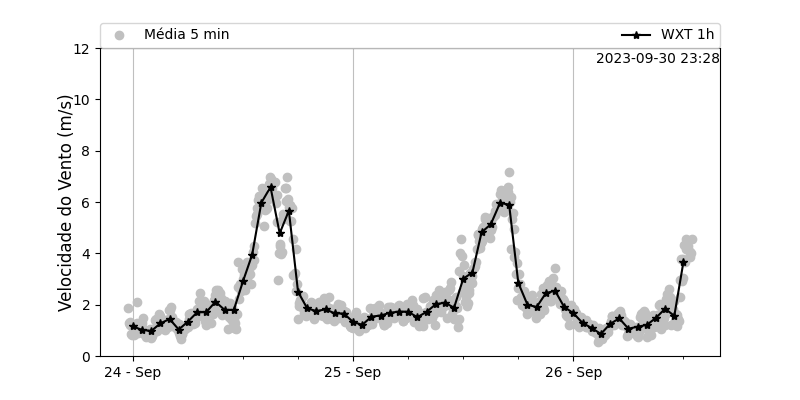 Média 5 min
WXT 1h
2023-09-30 23:28
Velocidade do Vento (m/s)
12
10
8
6
4
2
0
24 - Sep
25 - Sep
26 - Sep